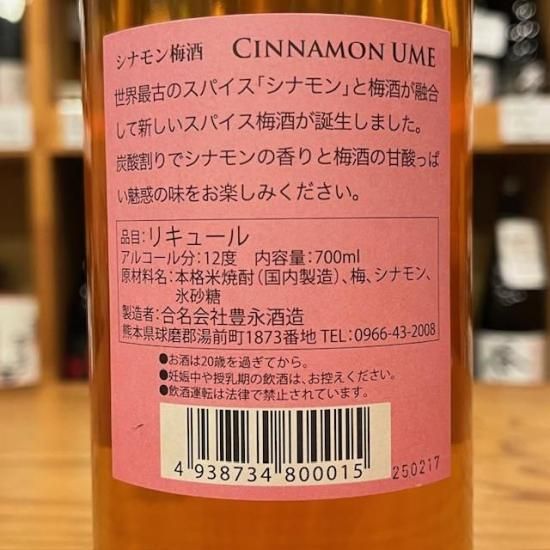 シナモン梅酒 CINNAMON UME
世界最古のスパイス「シナモン」と梅酒が融合
して新しいスパイス梅酒が誕生しました。
炭酸割りでシナモンの香りと梅酒の甘酸っぱ
い魅惑の味をお楽しみください。
品目：リキュール
アルコール分：12度 内容量：700ml
原材料名：本格米焼酎（国内製造）、梅、シナモン、
氷砂糖
製造者：合名会社豊永酒造
熊本県球磨郡湯前町1873番地 TEL：0966-43-2008
●お酒は20歳を過ぎてから。
●妊娠中や授乳期の飲酒は、お控えください。
●飲酒運転は法律で禁止されています。
4 938734 800015
250217